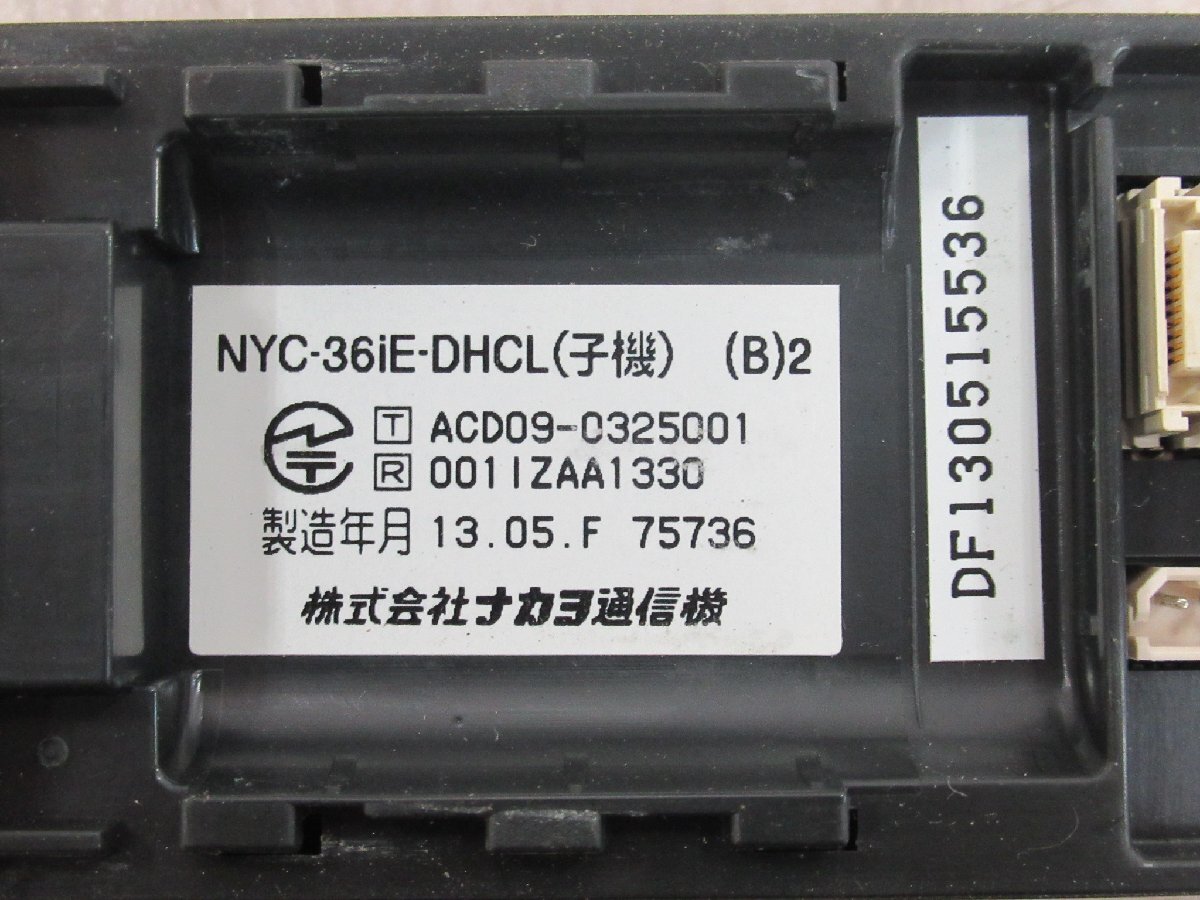 NYC-36iE-DHCL(子機) (B)2
T ACD09-0325001
R 001IZAA1330
製造年月 13.05.F 75736
株式会社ナカヨ通信機
DF130515536